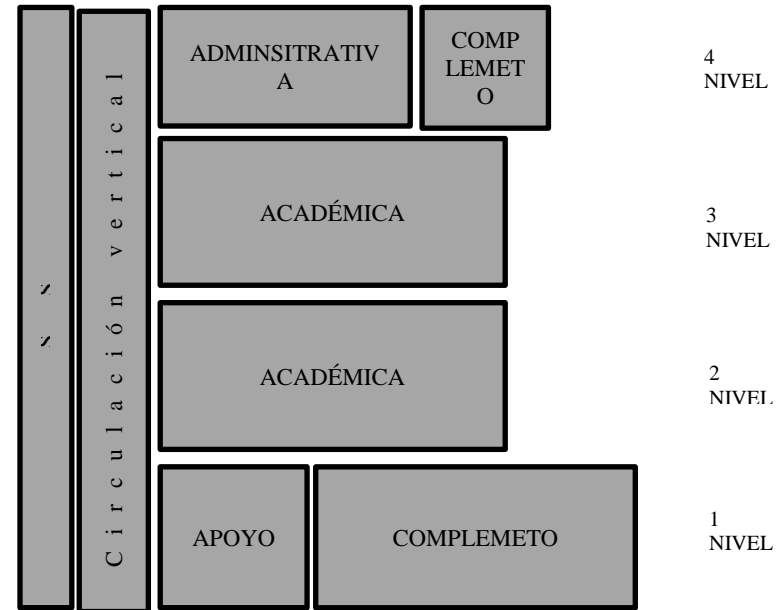 ADMINSITRATIV
A
COMP
LEMET
O
4
NIVEL
ACADÉMICA
3
NIVEL
ACADÉMICA
2
NIVEL
APOYO
COMPLEMETO
1
NIVEL
Circulación vertical